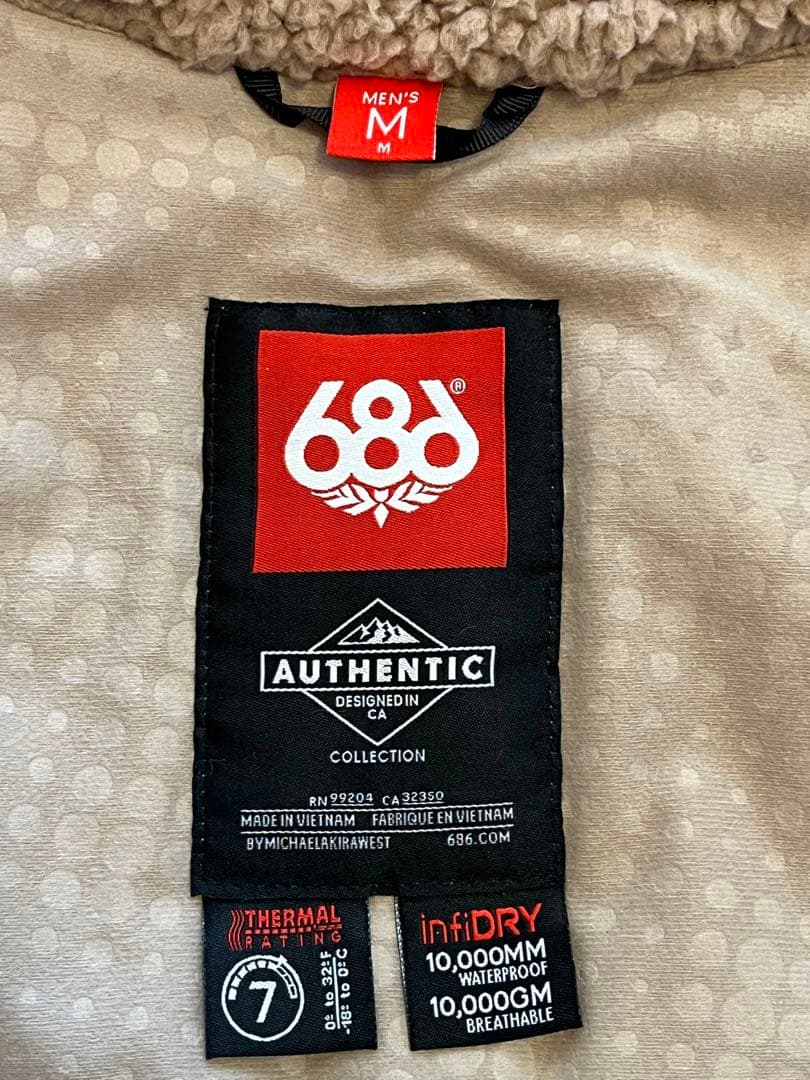 MEN'S
M
M
686®
AUTHENTIC
DESIGNED IN
CA
COLLECTION
RN 99204 CA 32350
MADE IN VIETNAM FABRIQUE EN VIETNAM
BYMICHAELAKIRAWEST 686.COM
THERMAL
RATING
7
0° to 32°F
-18° to 0°C
infiDRY
10,000MM
WATERPROOF
10,000GM
BREATHABLE